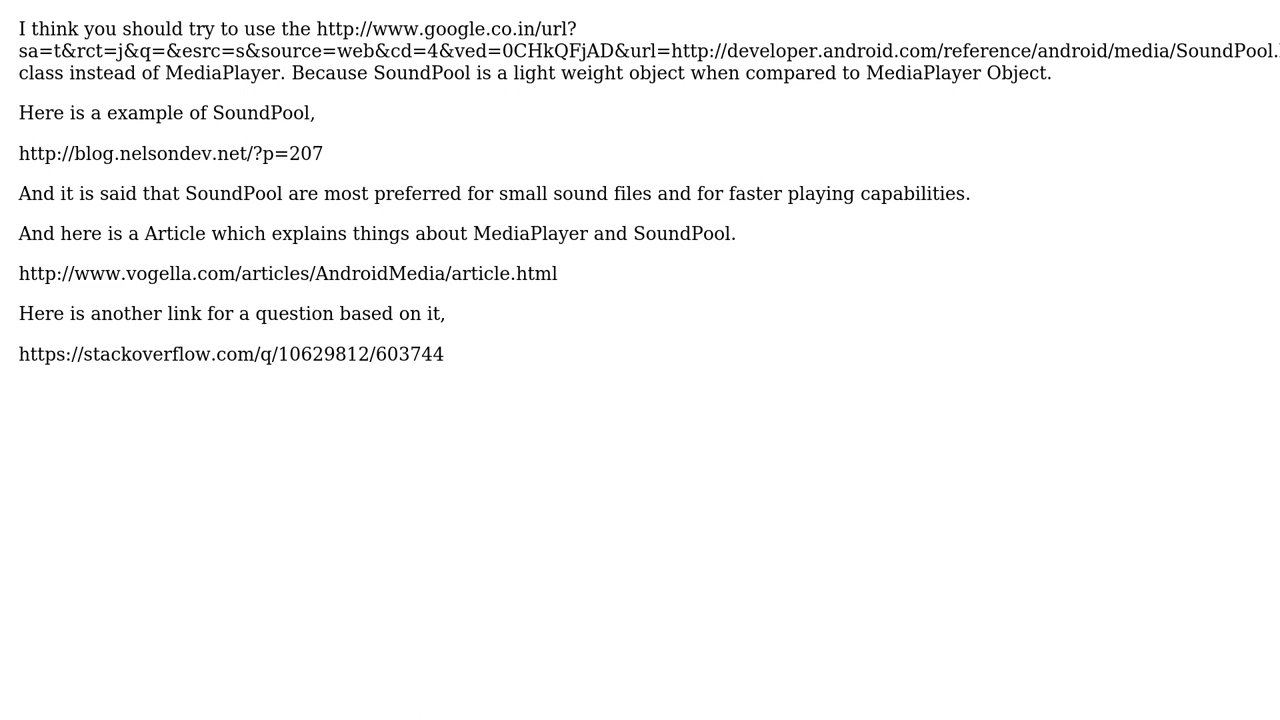 I think you should try to use the http://www.google.co.in/url?
sa=t&rct=j&q=&esrc=s&source=web&cd=4&ved=0CHkQFjAD&url=http://developer.android.com/reference/android/media/SoundPool.
class instead of MediaPlayer. Because SoundPool is a light weight object when compared to MediaPlayer Object.
Here is a example of SoundPool,
http://blog.nelsondev.net/?p=207
And it is said that SoundPool are most preferred for small sound files and for faster playing capabilities.
And here is a Article which explains things about MediaPlayer and SoundPool.
http://www.vogella.com/articles/AndroidMedia/article.html
Here is another link for a question based on it,
https://stackoverflow.com/q/10629812/603744